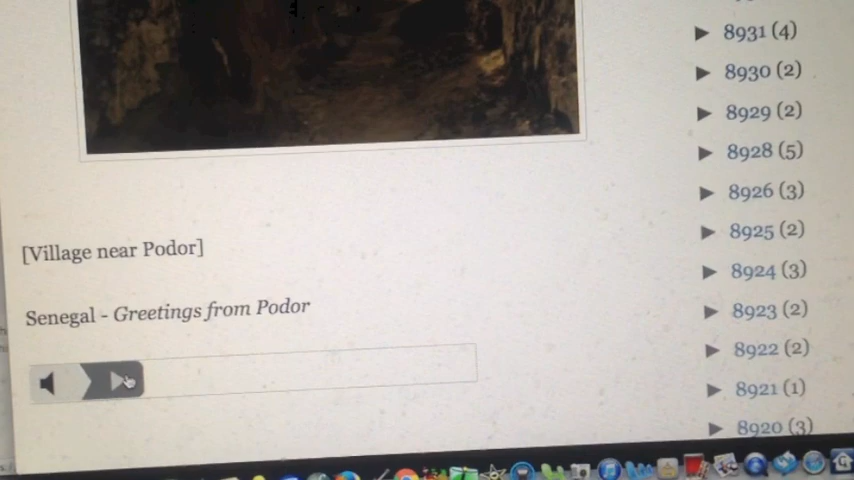 [Village near Podor]
Senegal - Greetings from Podor
► 8931 (4)
► 8930 (2)
► 8929 (2)
► 8928 (5)
► 8926 (3)
► 8925 (2)
► 8924 (3)
► 8923 (2)
► 8922 (2)
► 8921 (1)
► 8920 (3)